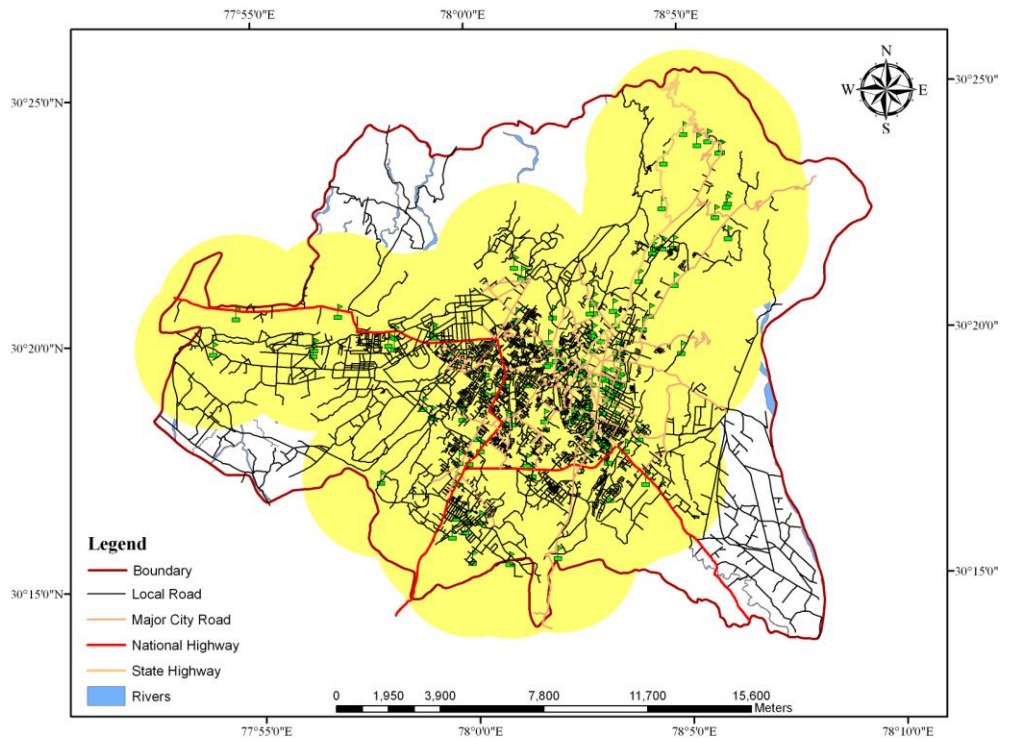 77°55'0"E 78°0'0"E 78°5'0"E
N
W E
S
30°25'0"N 30°25'0"
30°20'0"N 30°20'0"
30°15'0"N 30°15'0"
Legend
Boundary
Local Road
Major City Road
National Highway
State Highway
Rivers
0 1,950 3,900 7,800 11,700 15,600
Meters
77°55'0"E 78°0'0"E 78°5'0"E 78°10'0"E